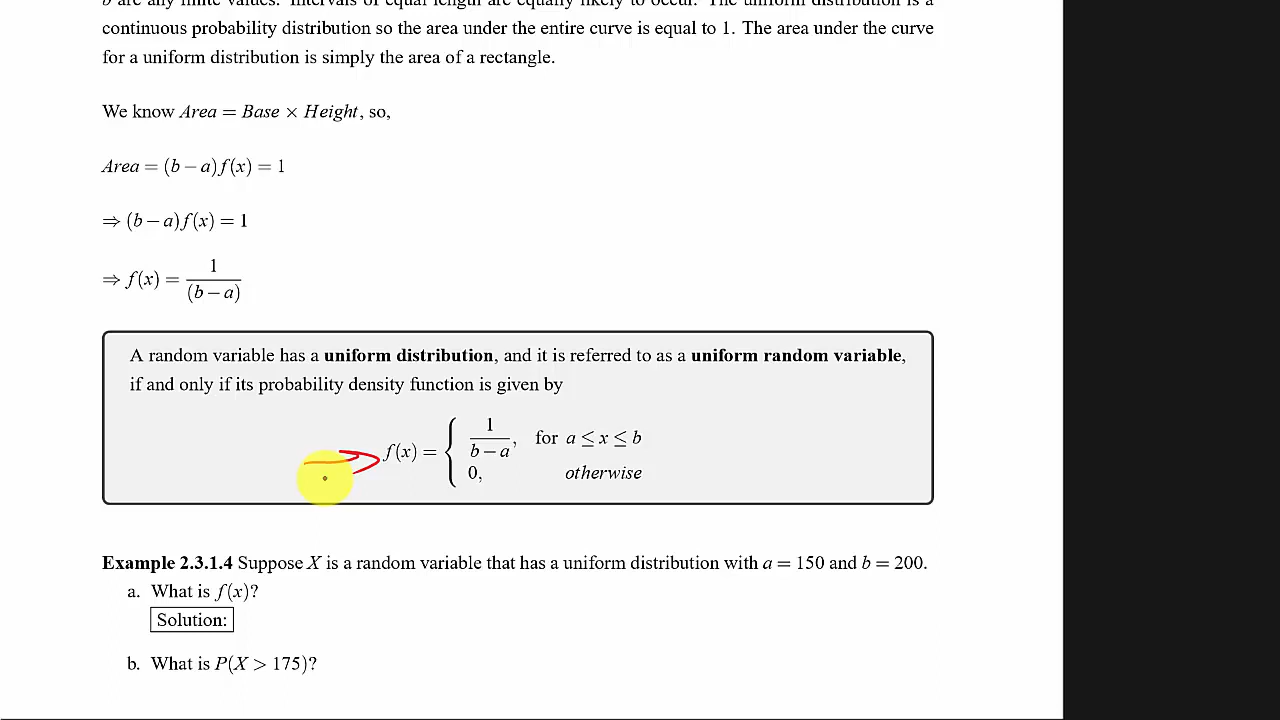 b are any finite values. Intervals of equal length are equally likely to occur. The uniform distribution is a
continuous probability distribution so the area under the entire curve is equal to 1. The area under the curve
for a uniform distribution is simply the area of a rectangle.
We know Area = Base × Height, so,
Area = (b − a)f(x) = 1
⇒ (b − a)f(x) = 1
⇒ f(x) = 1/(b − a)
A random variable has a uniform distribution, and it is referred to as a uniform random variable,
if and only if its probability density function is given by
f(x) = { 1/(b − a), for a ≤ x ≤ b
0, otherwise
Example 2.3.1.4 Suppose X is a random variable that has a uniform distribution with a = 150 and b = 200.
a. What is f(x)?
Solution:
b. What is P(X > 175)?